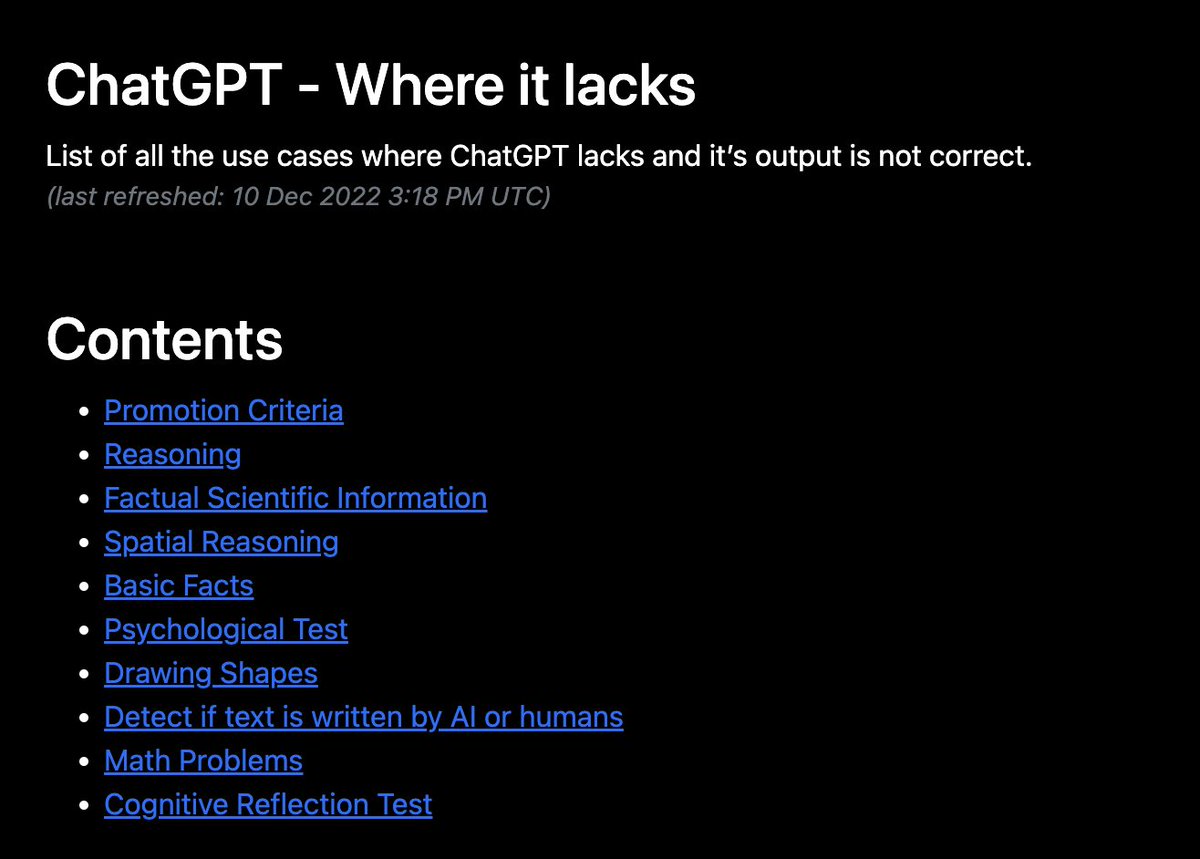 ChatGPT - Where it lacks
List of all the use cases where ChatGPT lacks and it’s output is not correct.
(last refreshed: 10 Dec 2022 3:18 PM UTC)
Contents
• Promotion Criteria
• Reasoning
• Factual Scientific Information
• Spatial Reasoning
• Basic Facts
• Psychological Test
• Drawing Shapes
• Detect if text is written by AI or humans
• Math Problems
• Cognitive Reflection Test